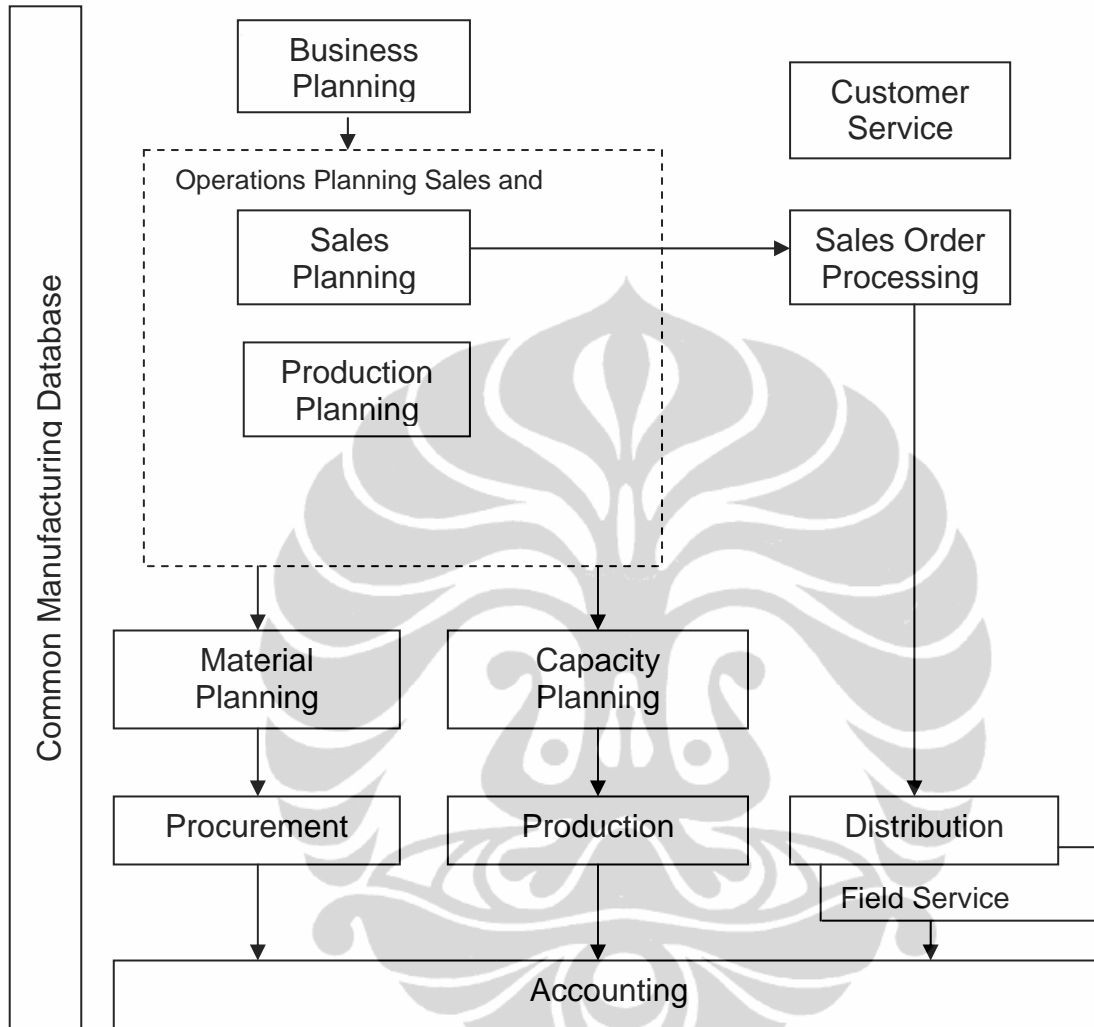 Common Manufacturing Database
Business
Planning
Customer
Service
Operations Planning Sales and
Sales
Planning
Sales Order
Processing
Production
Planning
Material
Planning
Capacity
Planning
Procurement
Production
Distribution
Field Service
Accounting